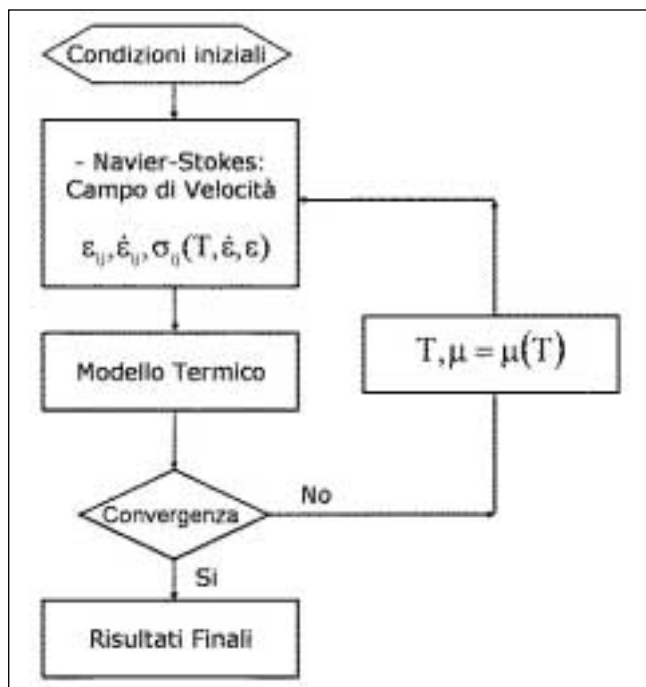 Condizioni iniziali
- Navier-Stokes:
Campo di Velocità
ε_ij, ε̇_ij, σ_ij(T, ε̇, ε)
Modello Termico
T, μ = μ(T)
Convergenza
No
Si
Risultati Finali